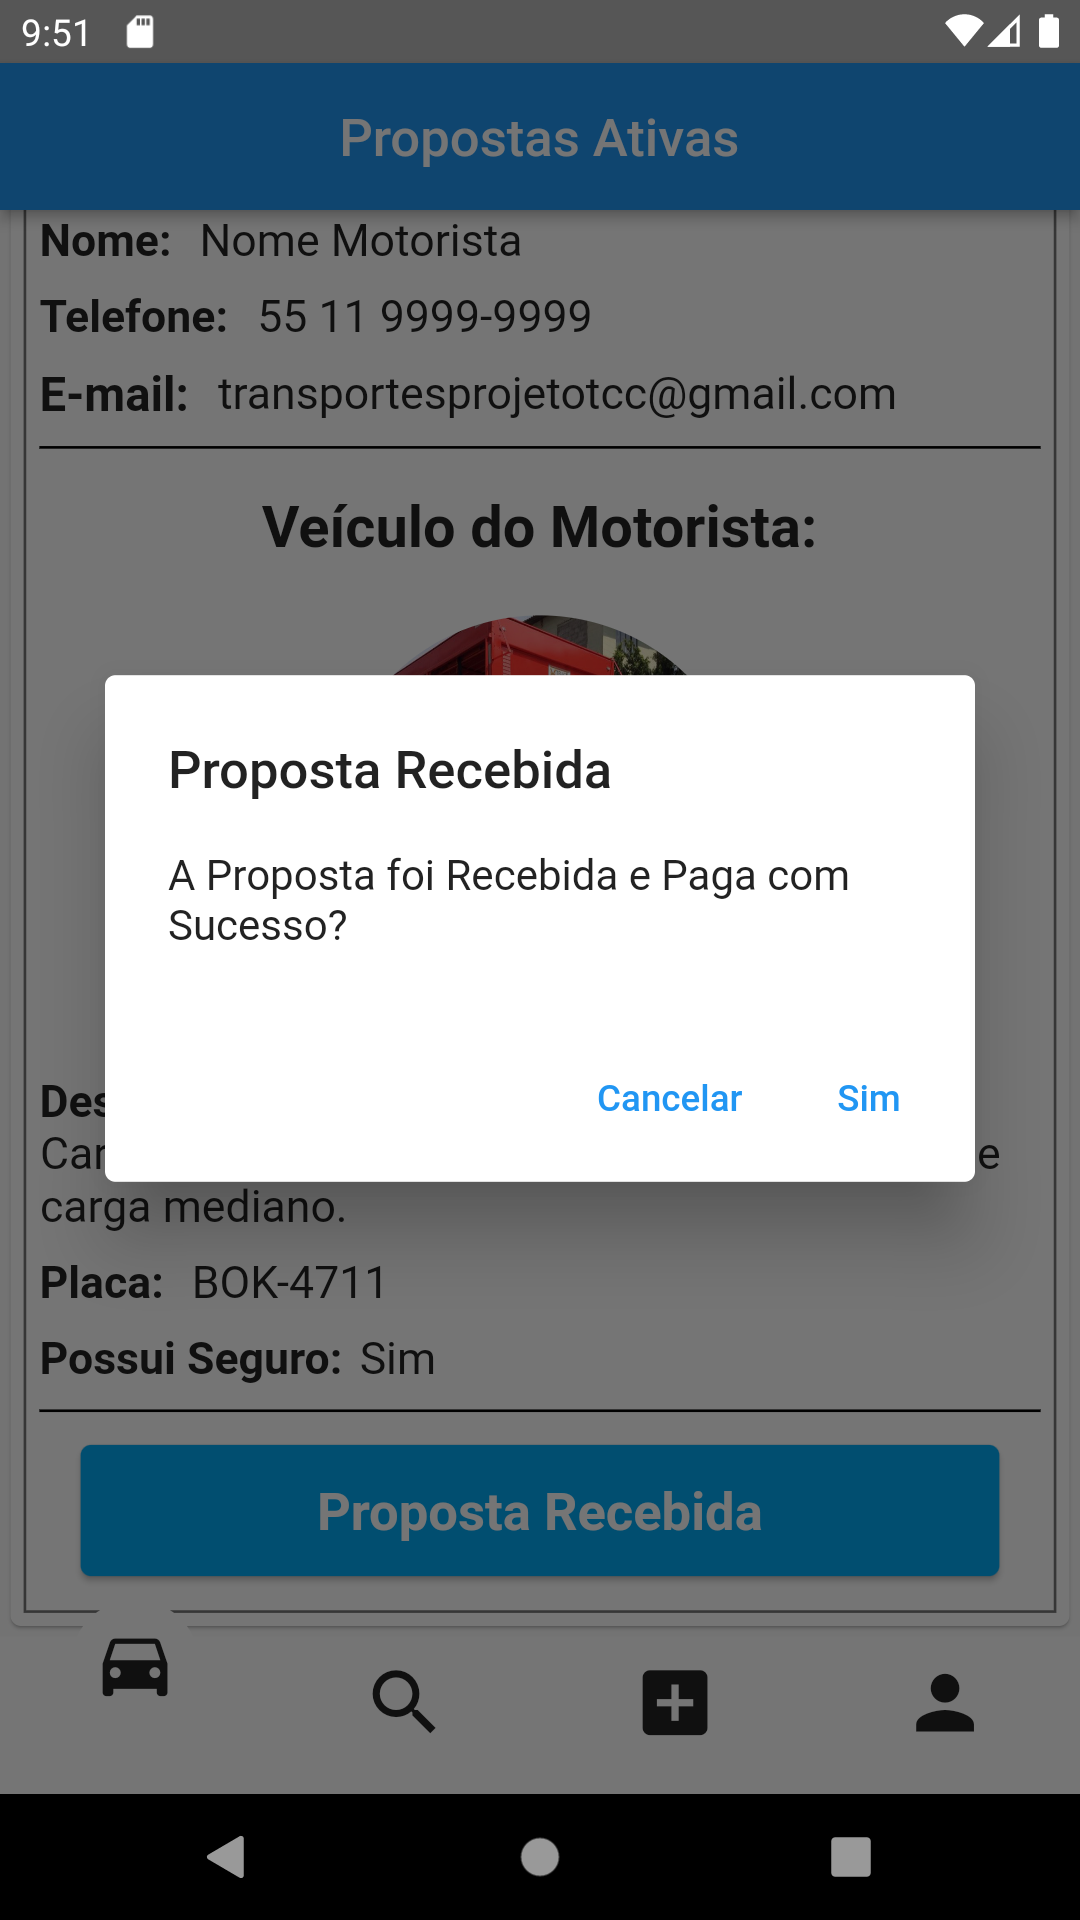 9:51
Propostas Ativas
Nome: Nome Motorista
Telefone: 55 11 9999-9999
E-mail: transportesprojetotcc@gmail.com
Veículo do Motorista:
Proposta Recebida
A Proposta foi Recebida e Paga com
Sucesso?
Cancelar Sim
Des
Car e
carga mediano.
Placa: BOK-4711
Possui Seguro: Sim
Proposta Recebida